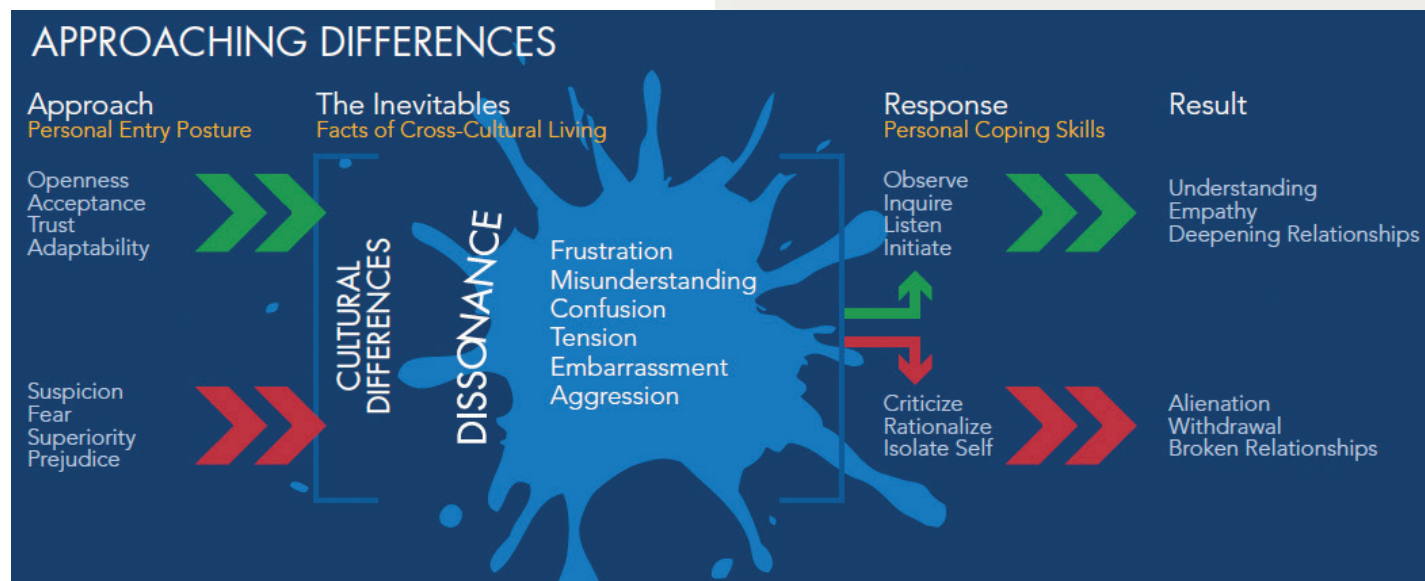 APPROACHING DIFFERENCES
Approach
Personal Entry Posture
Openness
Acceptance
Trust
Adaptability
Suspicion
Fear
Superiority
Prejudice
The Inevitables
Facts of Cross-Cultural Living
CULTURAL
DIFFERENCES
DISSONANCE
Frustration
Misunderstanding
Confusion
Tension
Embarrassment
Aggression
Response
Personal Coping Skills
Observe
Inquire
Listen
Initiate
Criticize
Rationalize
Isolate Self
Result
Understanding
Empathy
Deepening Relationships
Alienation
Withdrawal
Broken Relationships